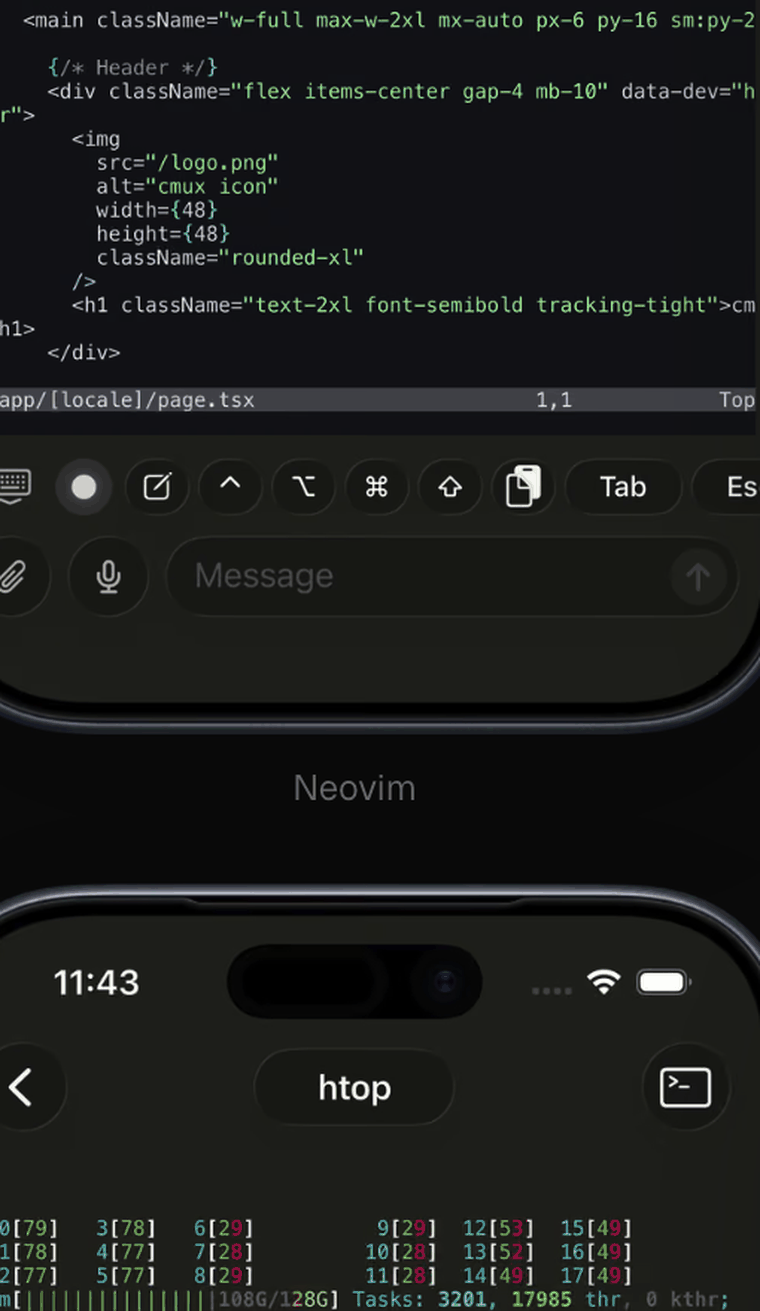 <main className="w-full max-w-2xl mx-auto px-6 py-16 sm:py-2
{/* Header */}
<div className="flex items-center gap-4 mb-10" data-dev="h
r">
<img
src="/logo.png"
alt="cmux icon"
width={48}
height={48}
className="rounded-xl"
/>
<h1 className="text-2xl font-semibold tracking-tight">cm
h1>
</div>
app/[locale]/page.tsx 1,1 Top
^ ⌥ ⌘ Tab Es
Message
Neovim
11:43
htop
0[79] 3[78] 6[29] 9[29] 12[53] 15[49]
1[78] 4[77] 7[28] 10[28] 13[52] 16[49]
2[77] 5[77] 8[29] 11[28] 14[49] 17[49]
m[||||||||||||||||108G/128G] Tasks: 3201, 17985 thr, 0 kthr;